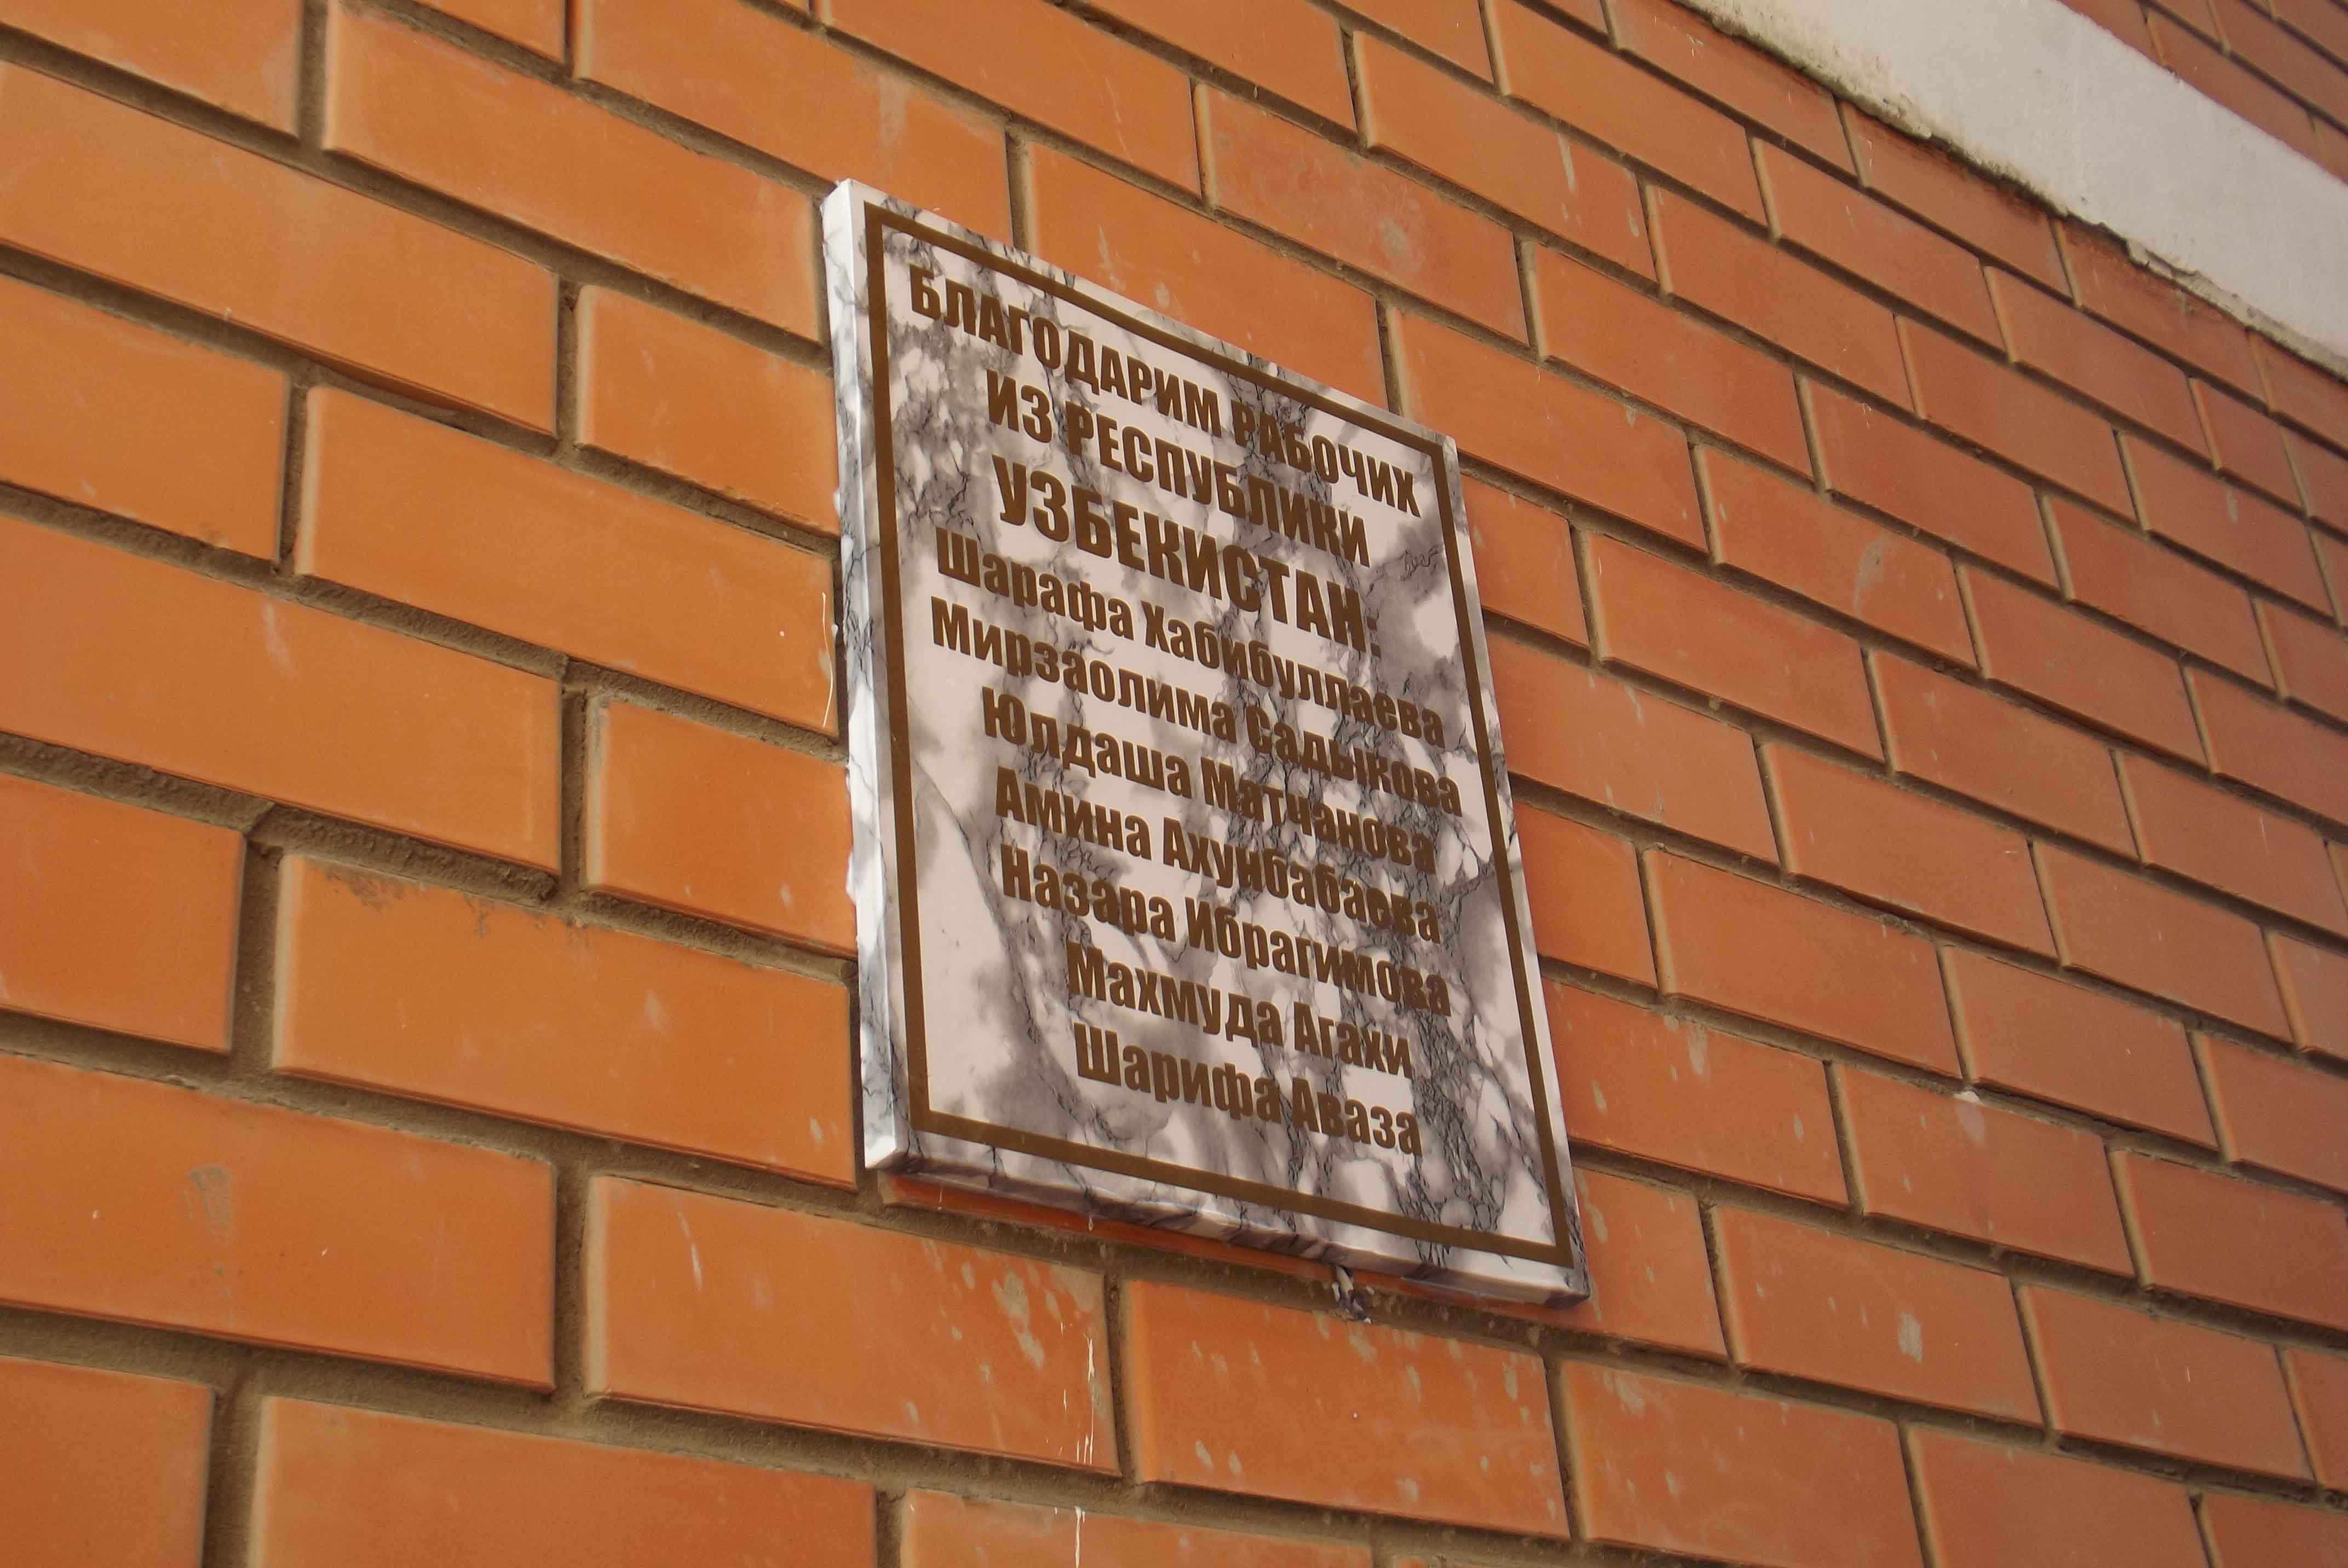 БЛАГОДАРИМ РАБОЧИХ
ИЗ РЕСПУБЛИКИ
УЗБЕКИСТАН:
Шарафа Хабибуллаева
Мирзаолима Садыкова
Юлдаша Матчанова
Амина Ахунбабаева
Назара Ибрагимова
Махмуда Агахи
Шарифа Аваза